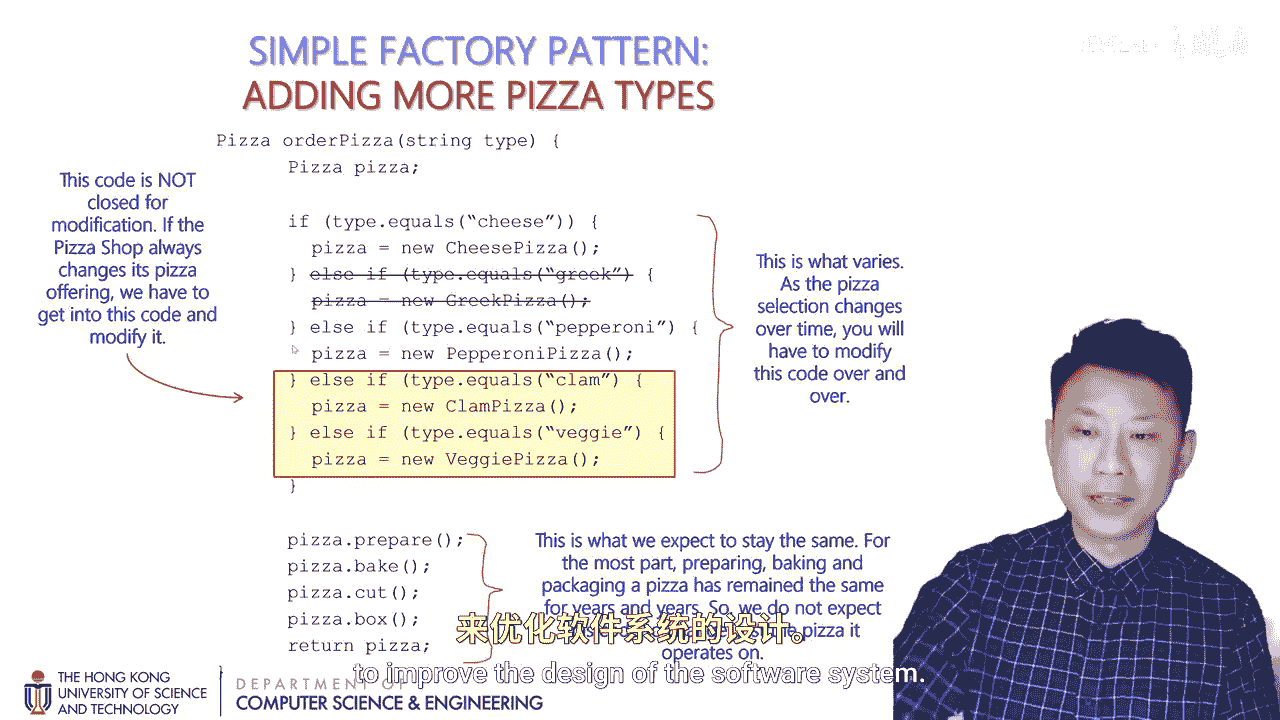 SIMPLE FACTORY PATTERN:
ADDING MORE PIZZA TYPES
Pizza orderPizza(string type) {
Pizza pizza;
This code is NOT
closed for
modification. If the
Pizza Shop always
changes its pizza
offering, we have to
get into this code and
modify it.
if (type.equals(“cheese”)) {
pizza = new CheesePizza();
} else if (type.equals(“greek”) {
pizza = new GreekPizza();
} else if (type.equals(“pepperoni”) {
pizza = new PepperoniPizza();
} else if (type.equals(“clam”) {
pizza = new ClamPizza();
} else if (type.equals(“veggie”) {
pizza = new VeggiePizza();
}
This is what varies.
As the pizza
selection changes
over time, you will
have to modify
this code over and
over.
pizza.prepare();
pizza.bake();
pizza.cut();
pizza.box();
return pizza;
This is what we expect to stay the same. For
the most part, preparing, baking and
packaging a pizza has remained the same
for years and years. So, we do not expect
pizza it
operates on.
来优化软件系统的设计。
to improve the design of the software system.
THE HONG KONG
UNIVERSITY OF SCIENCE
AND TECHNOLOGY
DEPARTMENT OF
COMPUTER SCIENCE & ENGINEERING